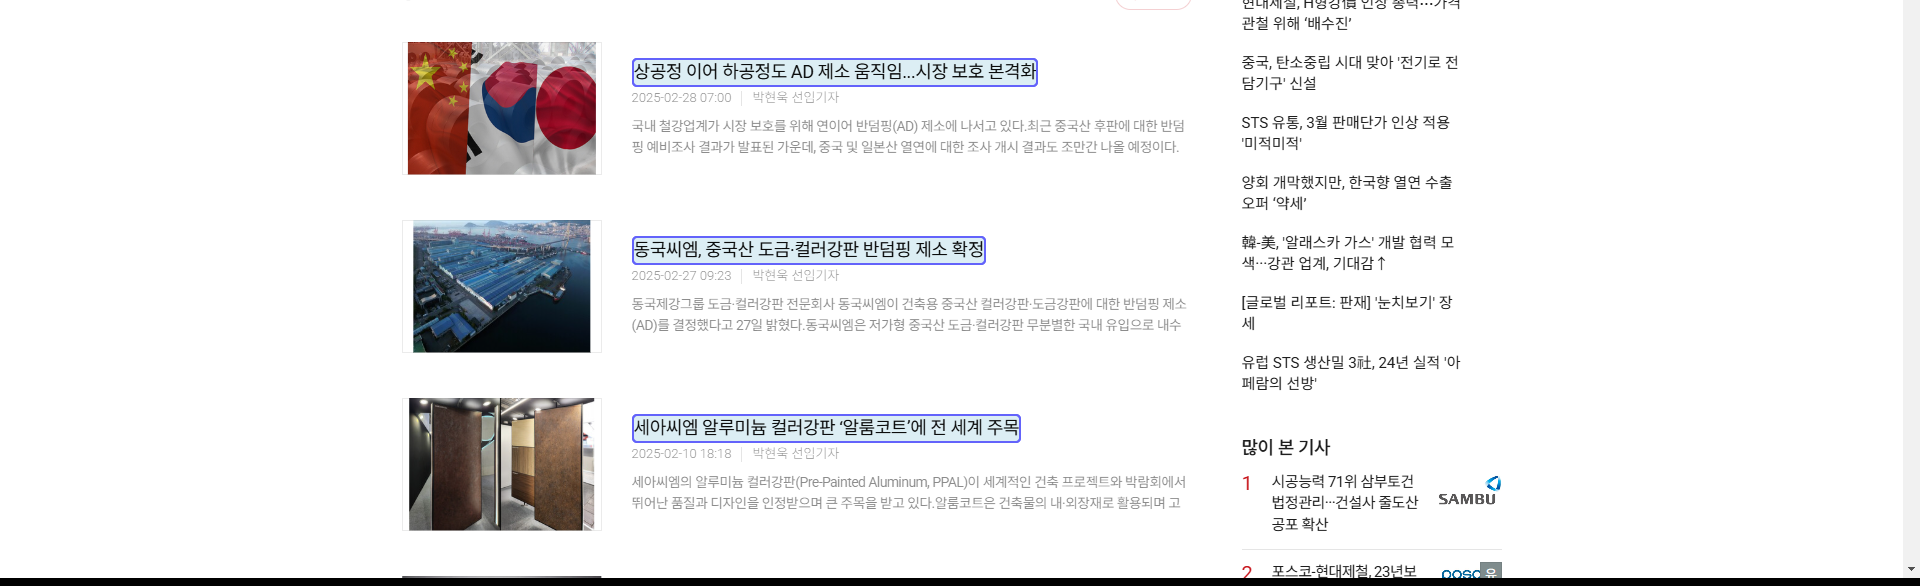 상공정 이어 하공정도 AD 제소 움직임...시장 보호 본격화
2025-02-28 07:00 박현욱 선임기자
국내 철강업계가 시장 보호를 위해 연이어 반덤핑(AD) 제소에 나서고 있다.최근 중국산 후판에 대한 반덤
핑 예비조사 결과가 발표된 가운데, 중국 및 일본산 열연에 대한 조사 개시 결과도 조만간 나올 예정이다.
동국씨엠, 중국산 도금·컬러강판 반덤핑 제소 확정
2025-02-27 09:23 박현욱 선임기자
동국제강그룹 도금·컬러강판 전문회사 동국씨엠이 건축용 중국산 컬러강판·도금강판에 대한 반덤핑 제소
(AD)를 결정했다고 27일 밝혔다.동국씨엠은 저가형 중국산 도금·컬러강판 무분별한 국내 유입으로 내수
세아씨엠 알루미늄 컬러강판 ‘알룸코트’에 전 세계 주목
2025-02-10 18:18 박현욱 선임기자
세아씨엠의 알루미늄 컬러강판(Pre-Painted Aluminum, PPAL)이 세계적인 건축 프로젝트와 박람회에서
뛰어난 품질과 디자인을 인정받으며 큰 주목을 받고 있다.알룸코트은 건축물의 내·외장재로 활용되며 고
현대제철, H형강價 인상 총력…가격
관철 위해 ‘배수진’
중국, 탄소중립 시대 맞아 '전기로 전
담기구' 신설
STS 유통, 3월 판매단가 인상 적용
'미적미적'
양회 개막했지만, 한국향 열연 수출
오퍼 ‘약세’
韓-美, '알래스카 가스' 개발 협력 모
색…강관 업계, 기대감↑
[글로벌 리포트: 판재] '눈치보기' 장
세
유럽 STS 생산밀 3社, 24년 실적 '아
페람의 선방'
많이 본 기사
1 시공능력 71위 삼부토건
법정관리…건설사 줄도산
공포 확산
SAMBU
2 포스코-현대제철, 23년보
posc 유